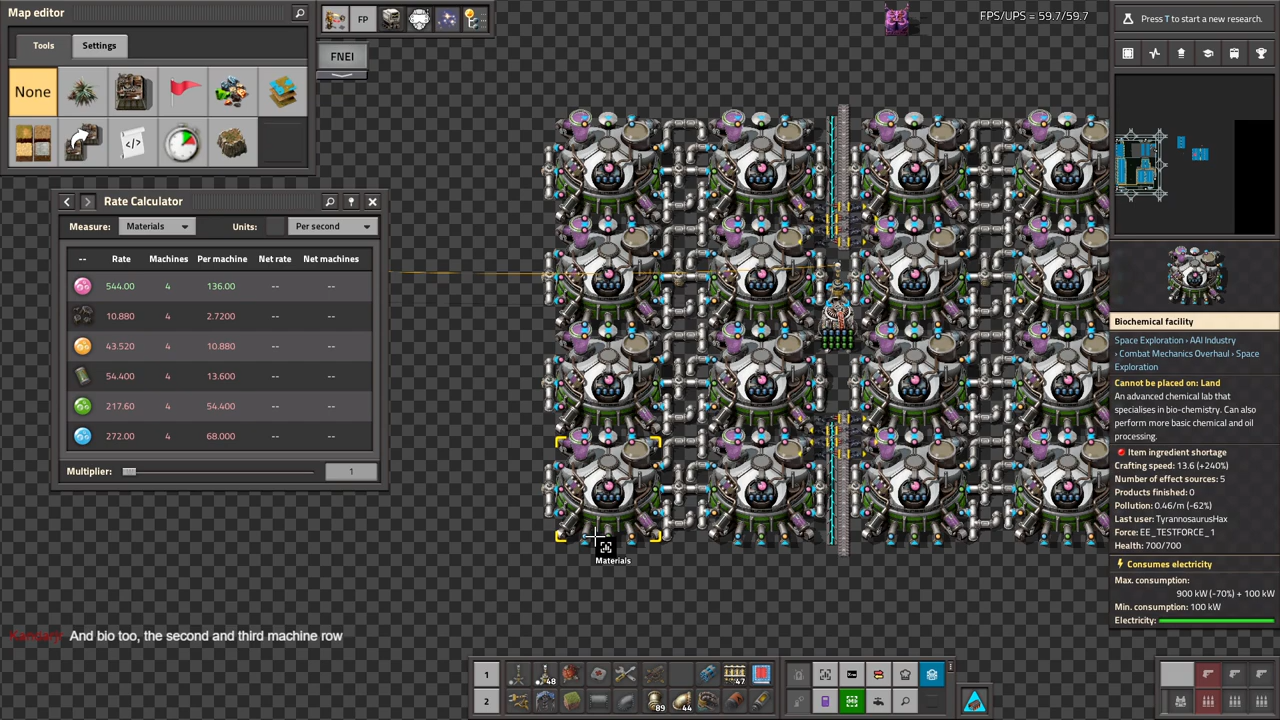 Map editor
FP
FPS/UPS = 59.7/59.7
Press T to start a new research.
Tools
Settings
FNEI
None
Rate Calculator
Measure:
Materials
Units:
Per second
--
Rate
Machines
Per machine
Net rate
Net machines
544.00
4
136.00
--
--
10.880
4
2.7200
--
--
43.520
4
10.880
--
--
54.400
4
13.600
--
--
217.60
4
54.400
--
--
272.00
4
68.000
--
--
Multiplier:
1
Materials
Biochemical facility
Space Exploration › AAI Industry
› Combat Mechanics Overhaul › Space
Exploration
Cannot be placed on: Land
An advanced chemical lab that
specialises in bio-chemistry. Can also
perform more basic chemical and oil
processing.
Item ingredient shortage
Crafting speed: 13.6 (+240%)
Number of effect sources: 5
Products finished: 0
Pollution: 0.46/m (-62%)
Last user: TyrannosaurusHax
Force: EE_TESTFORCE_1
Health: 700/700
Consumes electricity
Max. consumption:
900 kW (-70%) + 100 kW
Min. consumption: 100 kW
Electricity:
And bio too, the second and third machine row
1
48
47
2
89
44